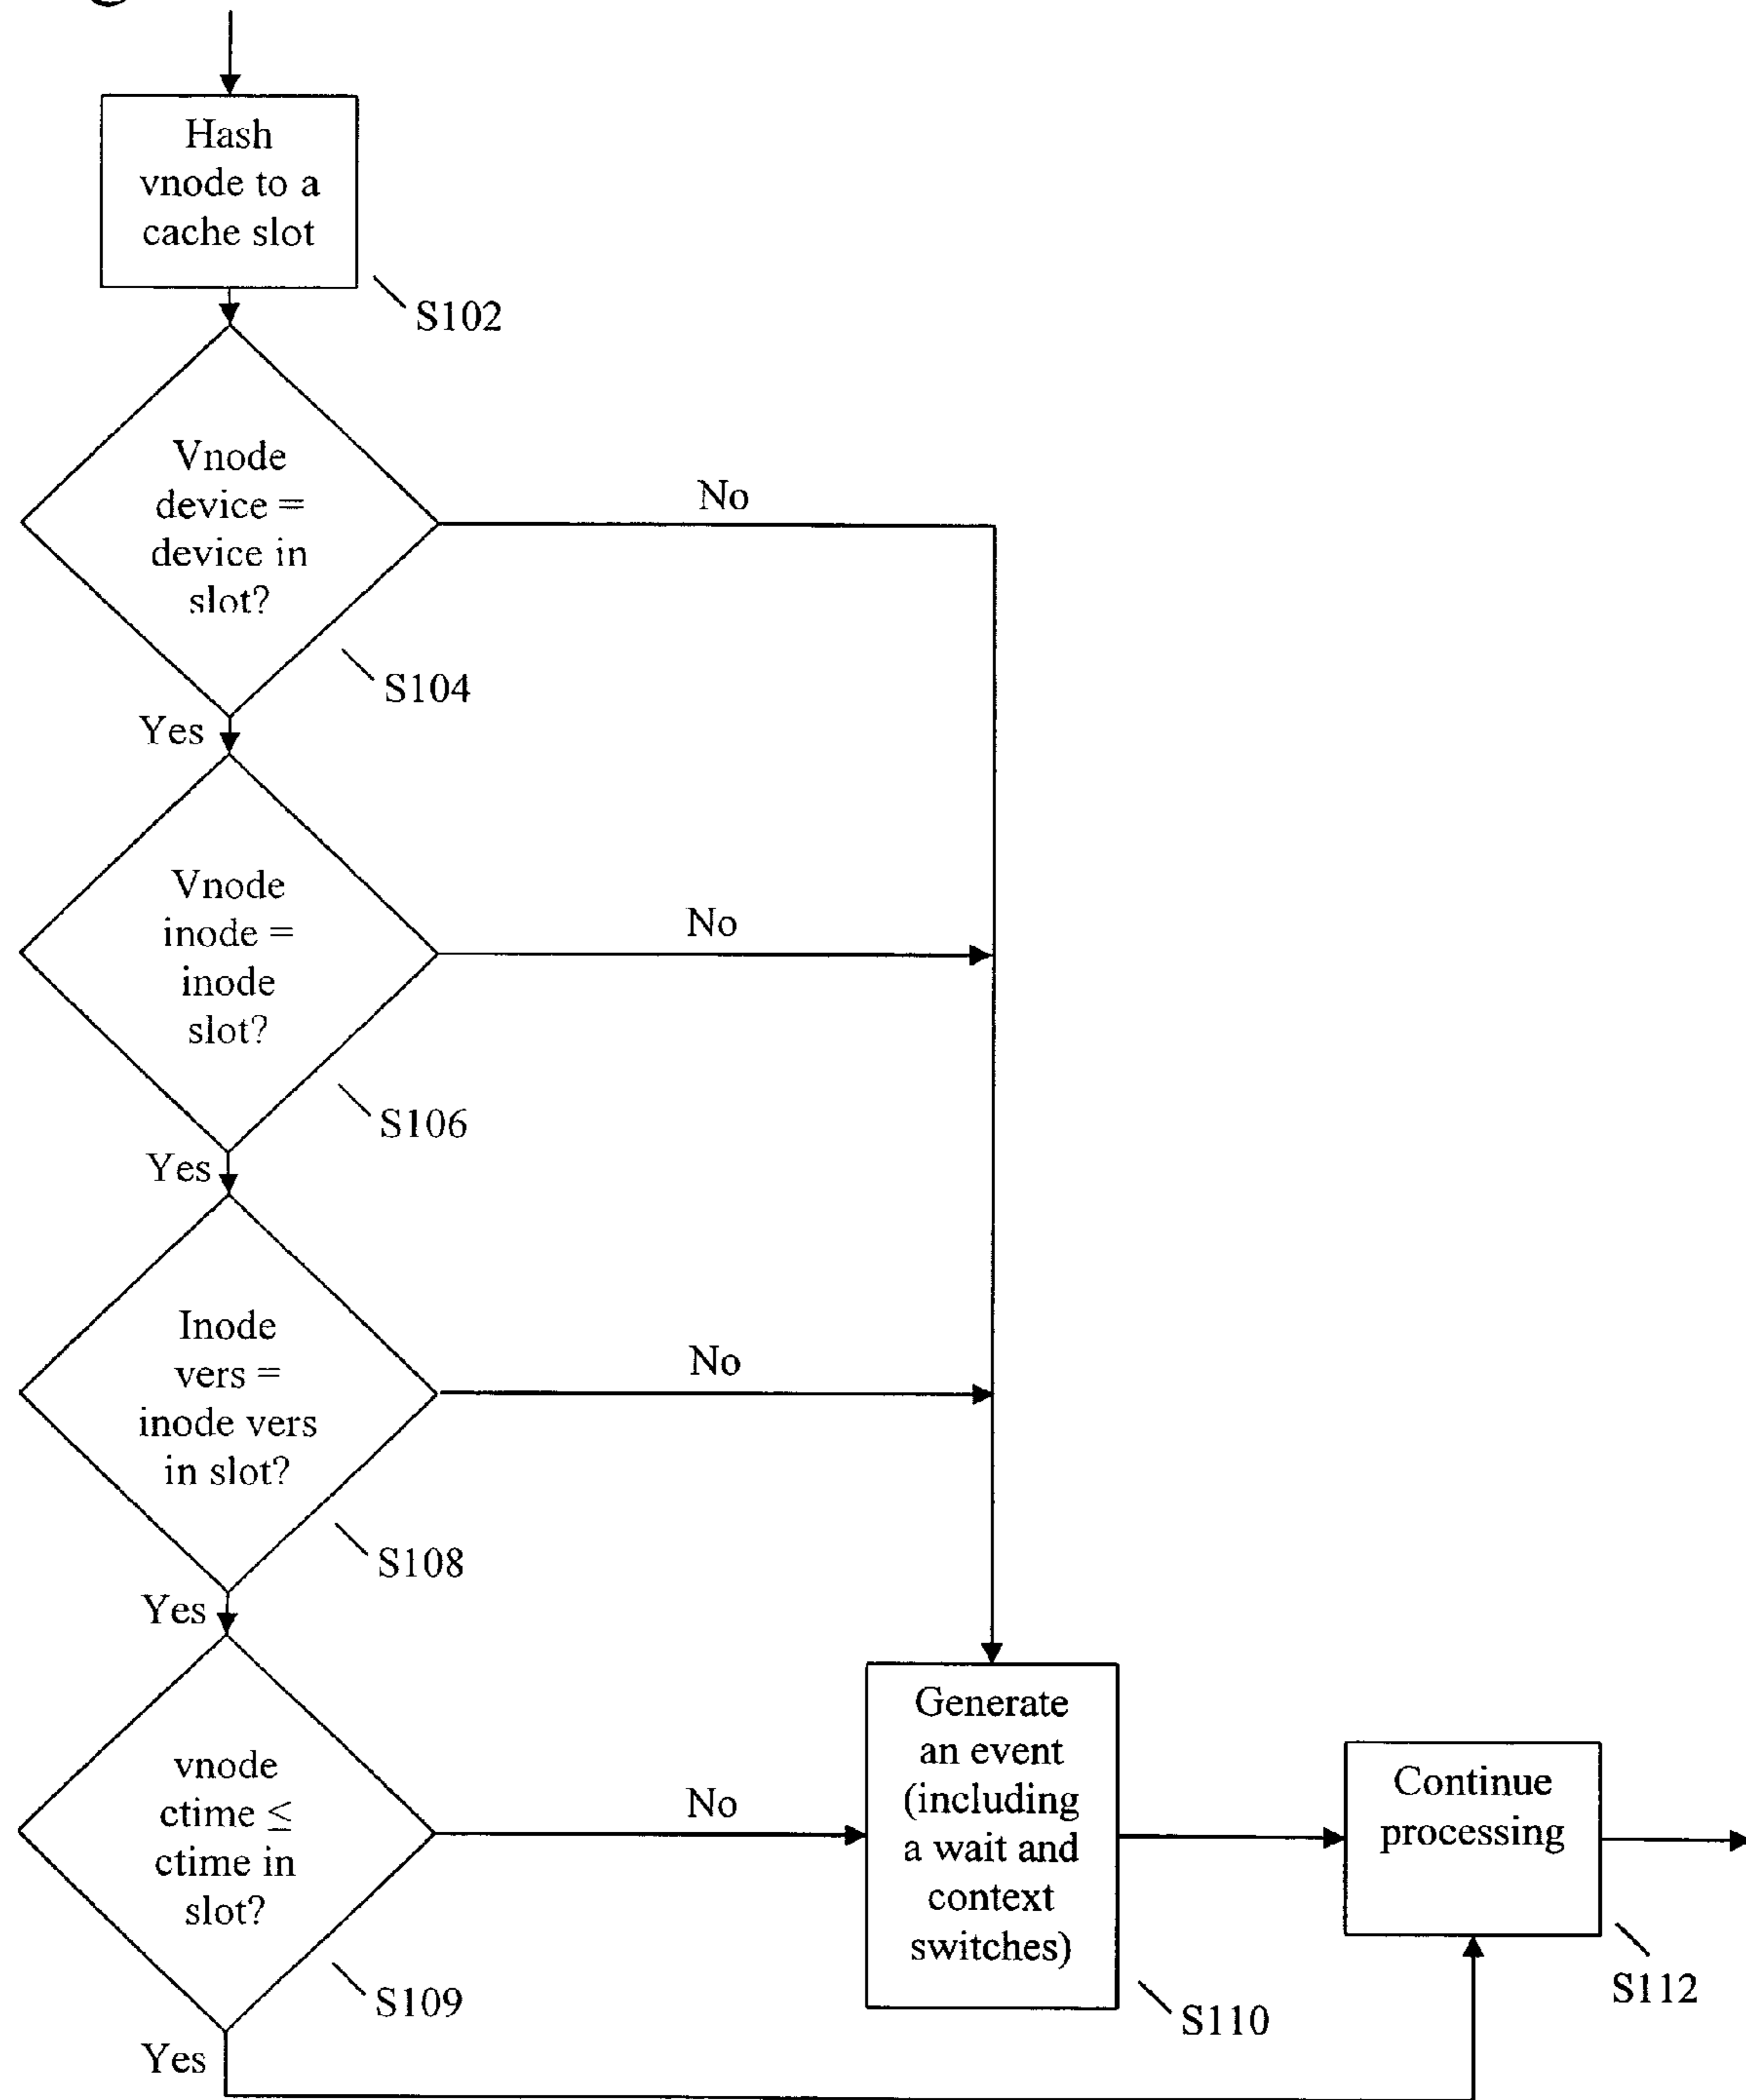 Hash
vnode to a
cache slot
S102
Vnode
device =
device in
slot?
No
S104
Yes
Vnode
inode =
inode
slot?
No
S106
Yes
Inode
vers =
inode vers
in slot?
No
S108
Yes
vnode
ctime ≤
ctime in
slot?
No
S109
Yes
Generate
an event
(including
a wait and
context
switches)
S110
Continue
processing
S112